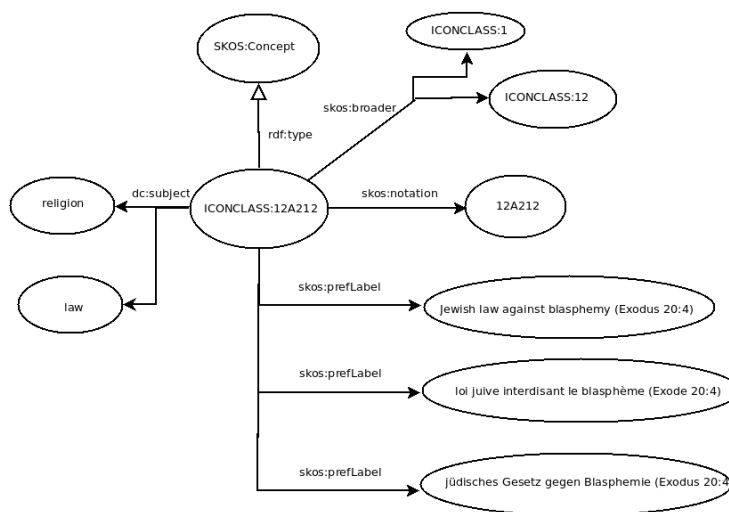 ICONCLASS:1
SKOS:Concept
ICONCLASS:12
skos:broader
rdf:type
dc:subject
skos:notation
religion
ICONCLASS:12A212
12A212
skos:prefLabel
law
Jewish law against blasphemy (Exodus 20:4)
skos:prefLabel
loi juive interdisant le blasphème (Exode 20:4)
skos:prefLabel
jüdisches Gesetz gegen Blasphemie (Exodus 20:4